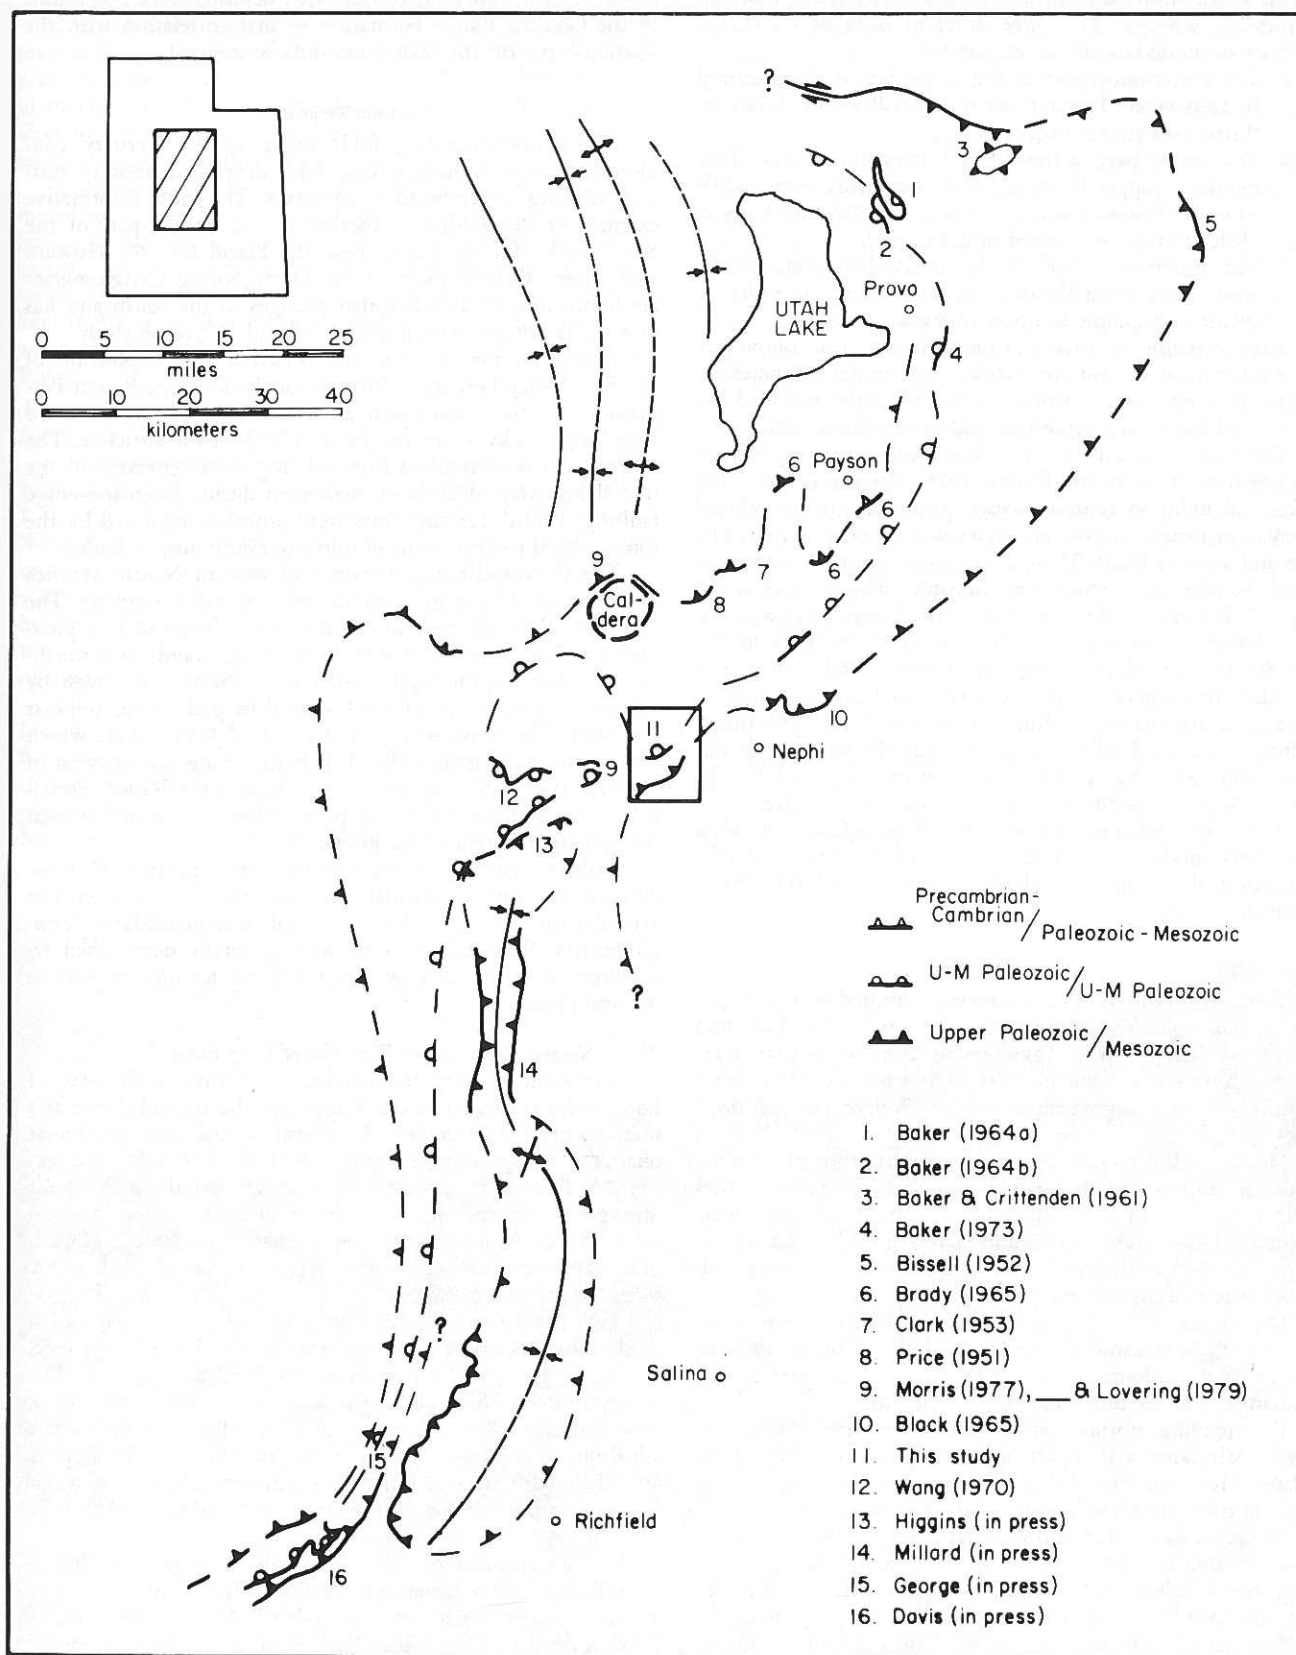 0 5 10 15 20 25
miles
0 10 20 30 40
kilometers
?
3
5
1
2
UTAH
LAKE
Provo
4
6
Payson
6
6
7
8
9
Cal-
dera
10
Nephi
11
9
12
13
?
14
?
Salina
15
Richfield
16
Precambrian-
Cambrian/
Paleozoic-Mesozoic
U-M Paleozoic/
U-M Paleozoic
Upper Paleozoic/
Mesozoic
1. Baker (1964a)
2. Baker (1964b)
3. Baker & Crittenden (1961)
4. Baker (1973)
5. Bissell (1952)
6. Brady (1965)
7. Clark (1953)
8. Price (1951)
9. Morris (1977), ___ & Lovering (1979)
10. Black (1965)
11. This study
12. Wang (1970)
13. Higgins (in press)
14. Millard (in press)
15. George (in press)
16. Davis (in press)